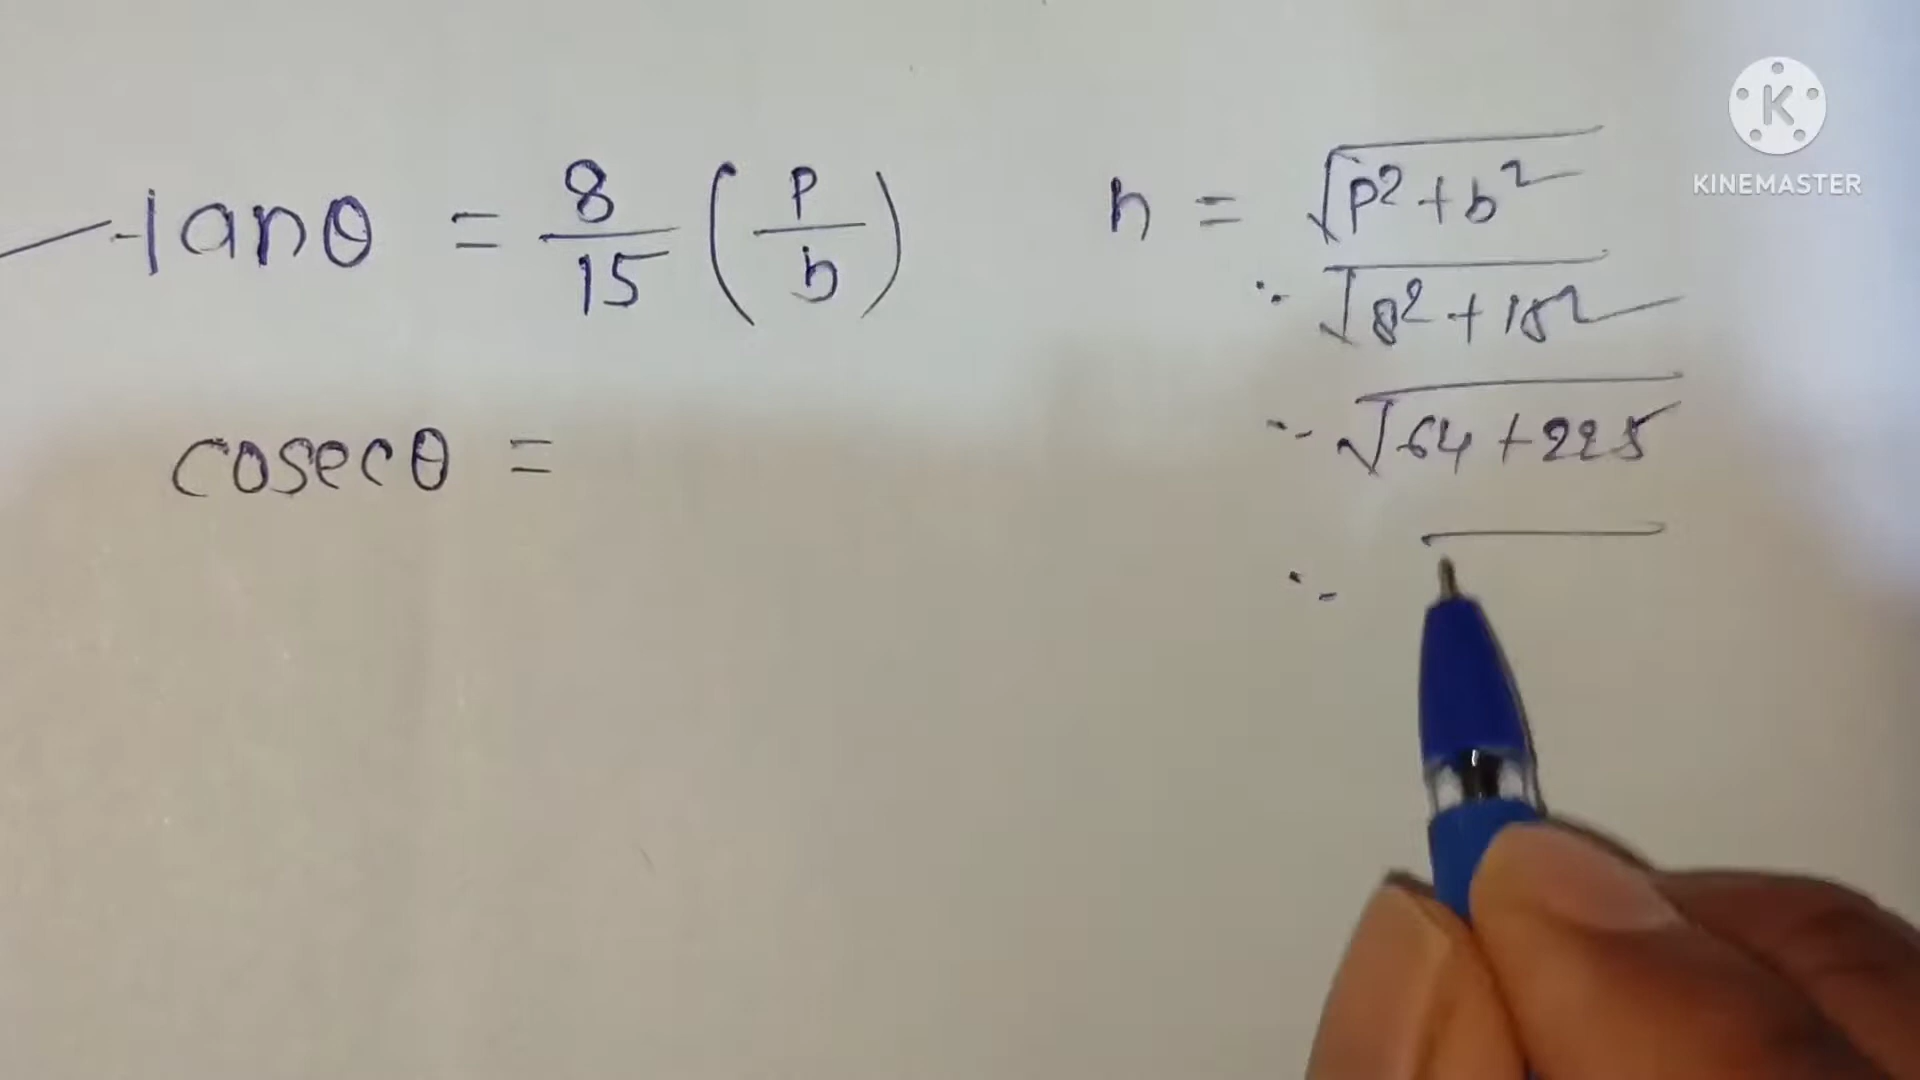 tanθ = 8/15 (p/b)
cosecθ =
h = √p²+b²
∴ √8²+15²
∴ √64+225
∴
K
KINEMASTER